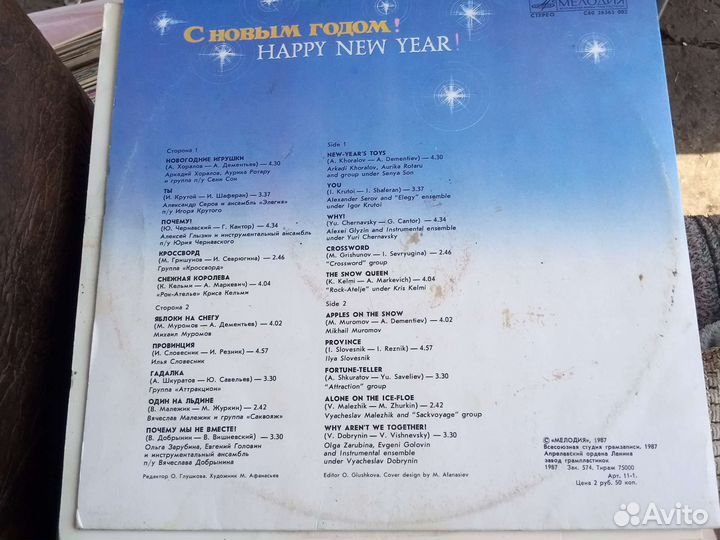 С НОВЫМ ГОДОМ!
HAPPY NEW YEAR!
МЕЛОДИЯ
СТЕРЕО
С60 26363 002
Сторона 1
НОВОГОДНИЕ ИГРУШКИ
(А. Хоралов — А. Дементьев) — 4.30
Аркадий Хоралов, Аурика Ротару
и группа п/у Сени Сон
ТЫ
(И. Крутой — И. Шаферан) — 3.37
Александр Серов и ансамбль «Элегия»
п/у Игоря Крутого
ПОЧЕМУ!
(Ю. Чернавский — Г. Кантор) — 4.34
Алексей Глызин и инструментальный ансамбль
п/у Юрия Чернавского
КРОССВОРД
(М. Гришунов — И. Севрюгина) — 2.46
Группа «Кроссворд»
СНЕЖНАЯ КОРОЛЕВА
(К. Кельми — А. Маркевич) — 4.04
«Рок-Ателье» Криса Кельми
Сторона 2
ЯБЛОКИ НА СНЕГУ
(М. Муромов — А. Дементьев) — 4.02
Михаил Муромов
ПРОВИНЦИЯ
(И. Словесник — И. Резник) — 4.57
Илья Словесник
ГАДАЛКА
(А. Шкуратов — Ю. Савельев) — 3.30
Группа «Аттракцион»
ОДИН НА ЛЬДИНЕ
(В. Малежик — М. Журкин) — 2.42
Вячеслав Малежик и группа «Саквояж»
ПОЧЕМУ МЫ НЕ ВМЕСТЕ!
(В. Добрынин — В. Вишневский) — 3.30
Ольга Зарубина, Евгений Головин
и инструментальный ансамбль
п/у Вячеслава Добрынина
Редактор О. Глушкова. Художник М. Афанасьев
Side 1
NEW-YEAR'S TOYS
(A. Khoralov — A. Dementiev) — 4.30
Arkadi Khoralov, Aurika Rotaru
and group under Senya Son
YOU
(I. Krutoi — I. Shaferan) — 3.37
Alexander Serov and "Elegy" ensemble
under Igor Krutoi
WHY!
(Yu. Chernavsky — G. Cantor) — 4.34
Alexei Glyzin and Instrumental ensemble
under Yuri Chernavsky
CROSSWORD
(M. Grishunov — I. Sevryugina) — 2.46
"Crossword" group
THE SNOW QUEEN
(K. Kelmi — A. Markevich) — 4.04
"Rock-Atelje" under Kris Kelmi
Side 2
APPLES ON THE SNOW
(M. Muromov — A. Dementiev) — 4.02
Mikhail Muromov
PROVINCE
(I. Slovesnik — I. Reznik) — 4.57
Ilya Slovesnik
FORTUNE-TELLER
(A. Shkuratov — Yu. Saveliev) — 3.30
"Attraction" group
ALONE ON THE ICE-FLOE
(V. Malezhik — M. Zhurkin) — 2.42
Vyacheslav Malezhik and "Sackvoyage" group
WHY AREN'T WE TOGETHER!
(V. Dobrynin — V. Vishnevsky) — 3.30
Olga Zarubina, Evgeni Golovin
and Instrumental ensemble
under Vyacheslav Dobrynin
Editor O. Glushkova. Cover design by M. Afanasiev
© «МЕЛОДИЯ», 1987
Всесоюзная студия грамзаписи, 1987
Апрелевский ордена Ленина
завод грампластинок
1987 Зак. 574. Тираж 75000
Арт. 11-1.
Цена 2 руб. 50 коп.
Avito